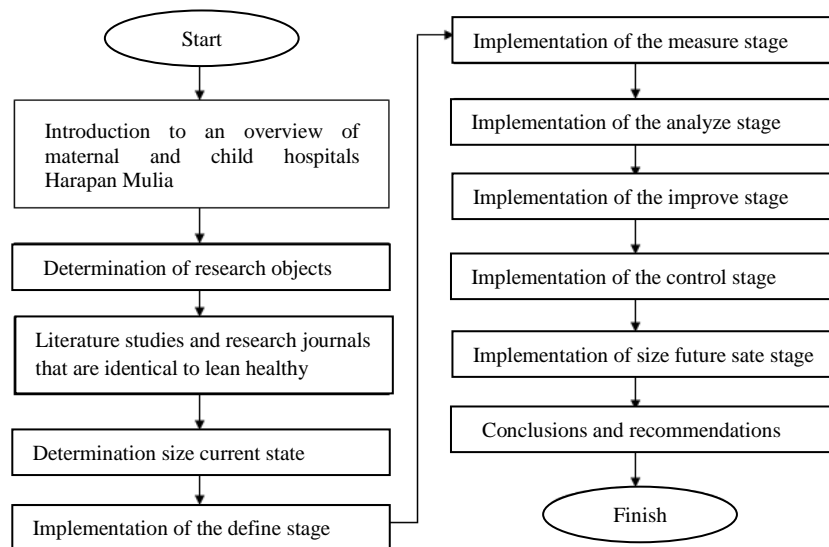 Start
Introduction to an overview of
maternal and child hospitals
Harapan Mulia
Determination of research objects
Literature studies and research journals
that are identical to lean healthy
Determination size current state
Implementation of the define stage
Implementation of the measure stage
Implementation of the analyze stage
Implementation of the improve stage
Implementation of the control stage
Implementation of size future sate stage
Conclusions and recommendations
Finish